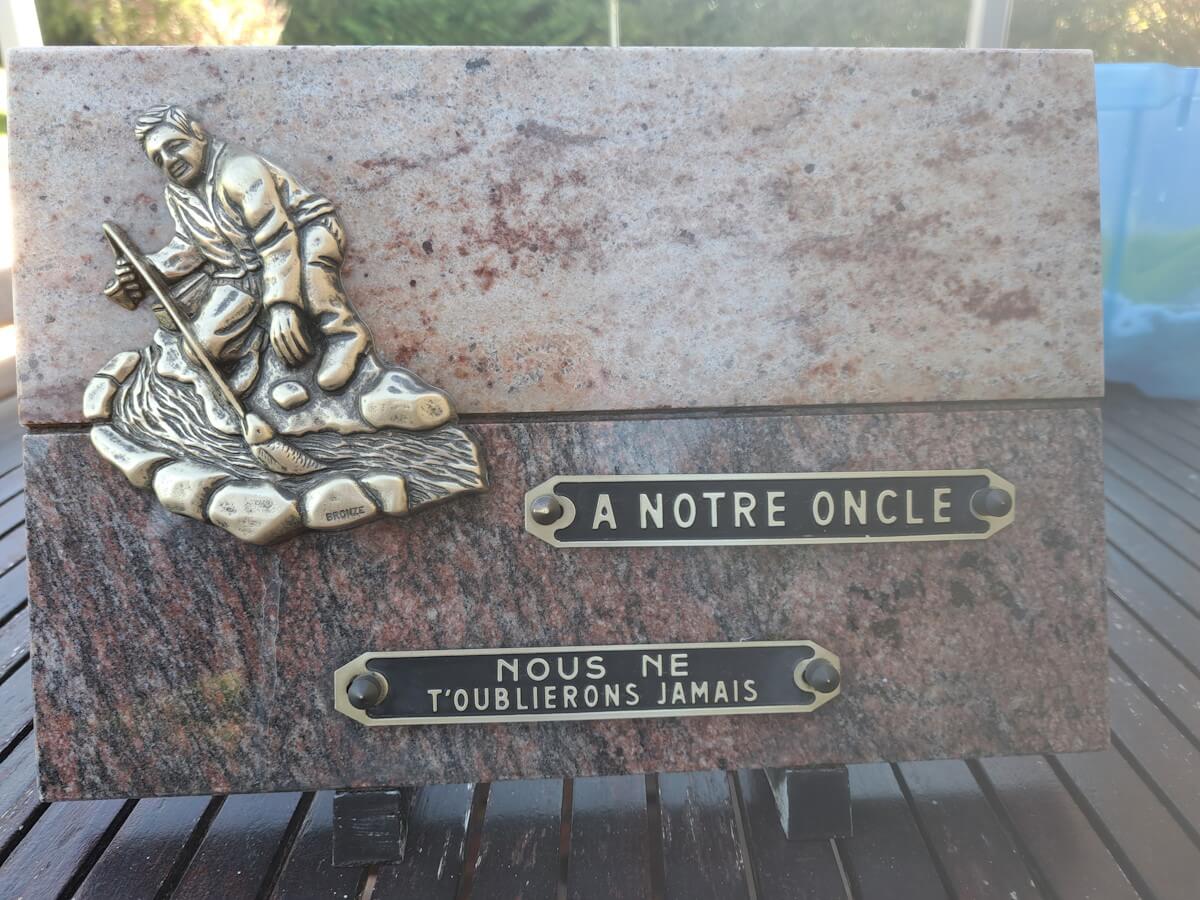 BRONZE
A NOTRE ONCLE
NOUS NE
T'OUBLIERONS JAMAIS